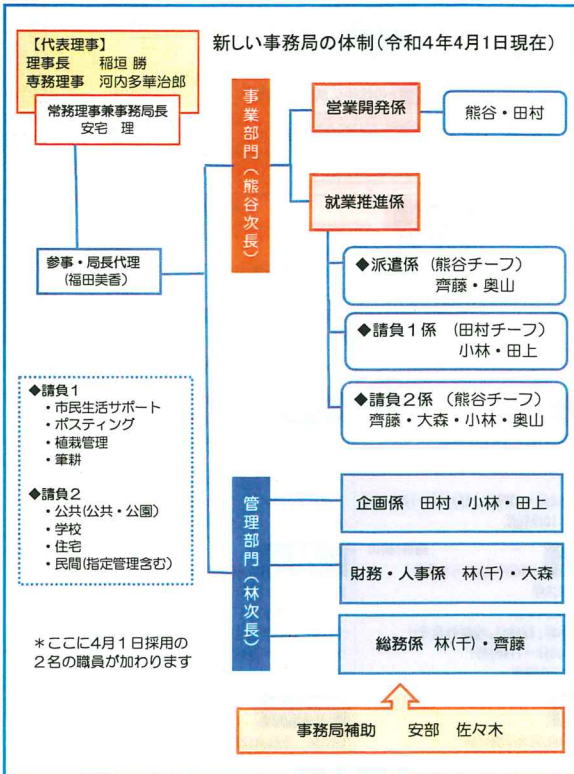 新しい事務局の体制(令和4年4月1日現在)
【代表理事】
理事長　稲垣 勝
専務理事　河内多華治郎
常務理事兼事務局長
安宅　理
参事・局長代理
(福田美香)
事業部門(熊谷次長)
営業開発係
熊谷・田村
就業推進係
◆派遣係　(熊谷チーフ)
齊藤・奥山
◆請負1係　(田村チーフ)
小林・田上
◆請負2係　(熊谷チーフ)
齊藤・大森・小林・奥山
◆請負1
・市民生活サポート
・ポスティング
・植栽管理
・筆耕
◆請負2
・公共(公共・公園)
・学校
・住宅
・民間(指定管理含む)
管理部門(林次長)
企画係　田村・小林・田上
財務・人事係　林(千)・大森
総務係　林(千)・齊藤
＊ここに4月1日採用の
2名の職員が加わります
事務局補助　安部　佐々木